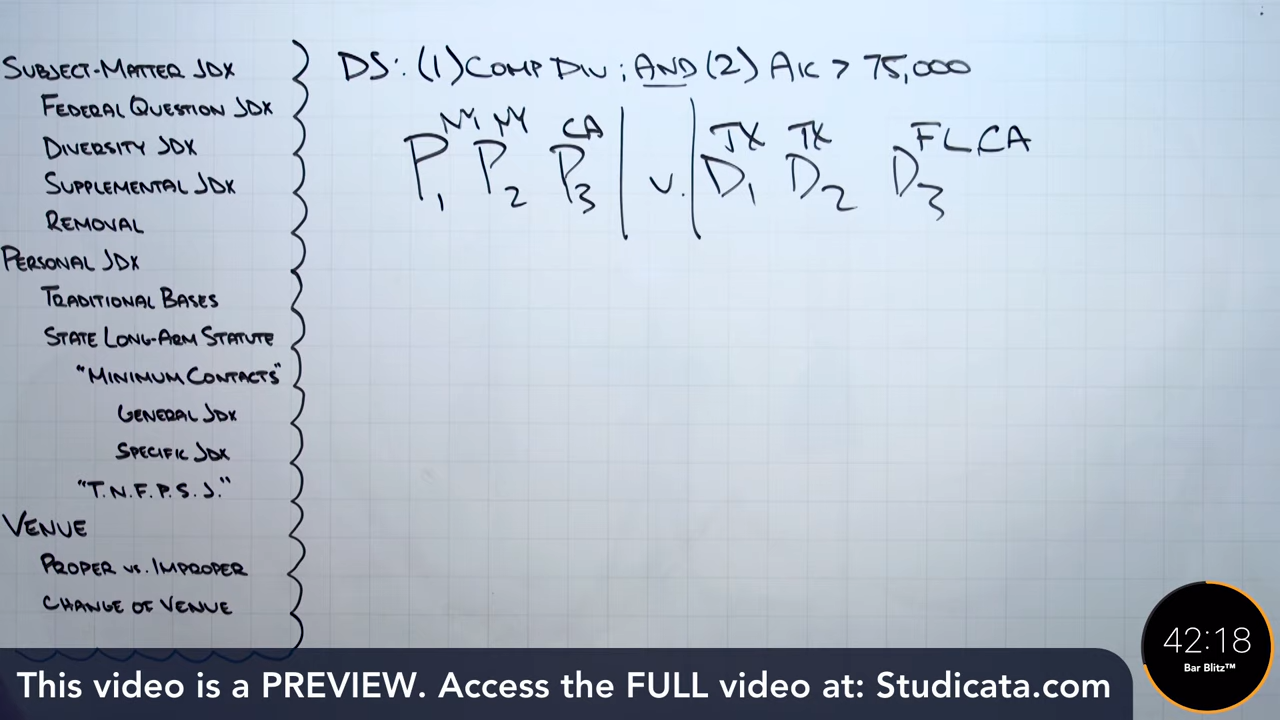 SUBJECT-MATTER JDX
FEDERAL QUESTION JDX
DIVERSITY JDX
SUPPLEMENTAL JDX
REMOVAL
PERSONAL JDX
TRADITIONAL BASES
STATE LONG-ARM STATUTE
"MINIMUM CONTACTS"
GENERAL JDX
SPECIFIC JDX
"T.N.F.P.S.J."
VENUE
PROPER vs. IMPROPER
CHANGE OF VENUE
DS: (1) COMP DIV; AND (2) AIC > 75,000
NY NY CA TX TX FL, CA
P1 P2 P3 v. D1 D2 D3
42:18
Bar Blitz™
This video is a PREVIEW. Access the FULL video at: Studicata.com